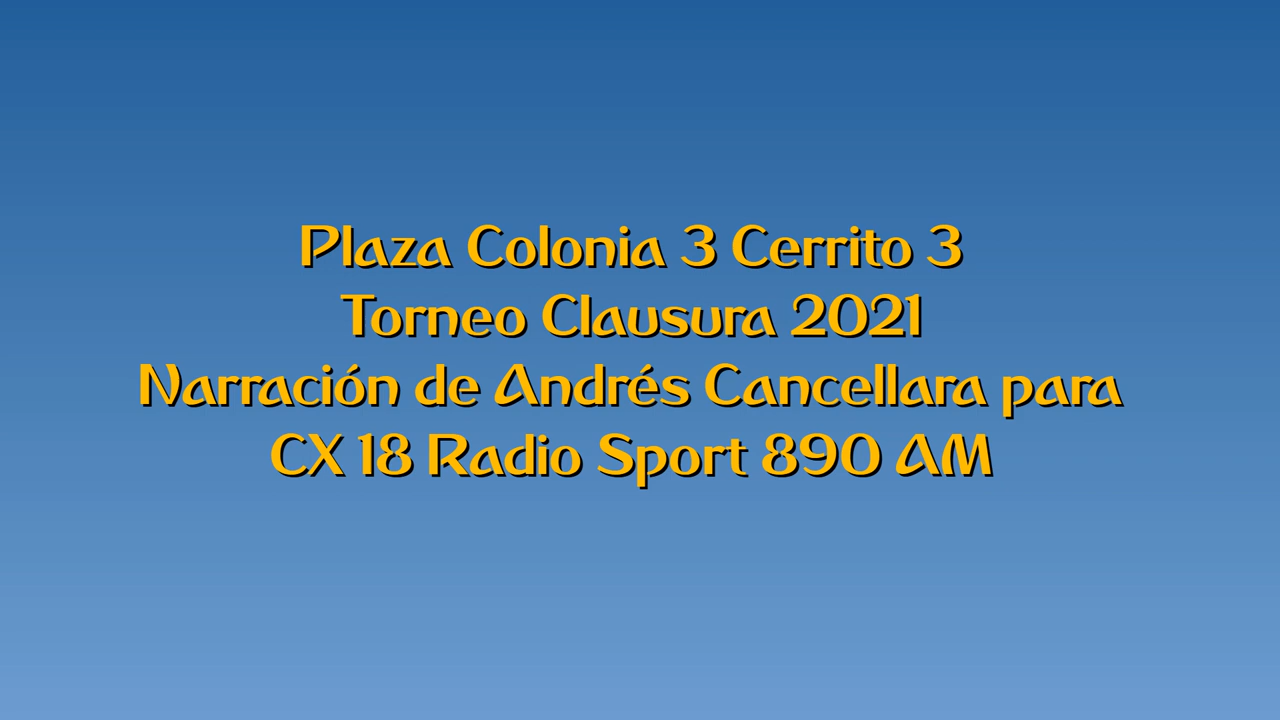 Plaza Colonia 3 Cerrito 3
Torneo Clausura 2021
Narración de Andrés Cancellara para
CX 18 Radio Sport 890 AM